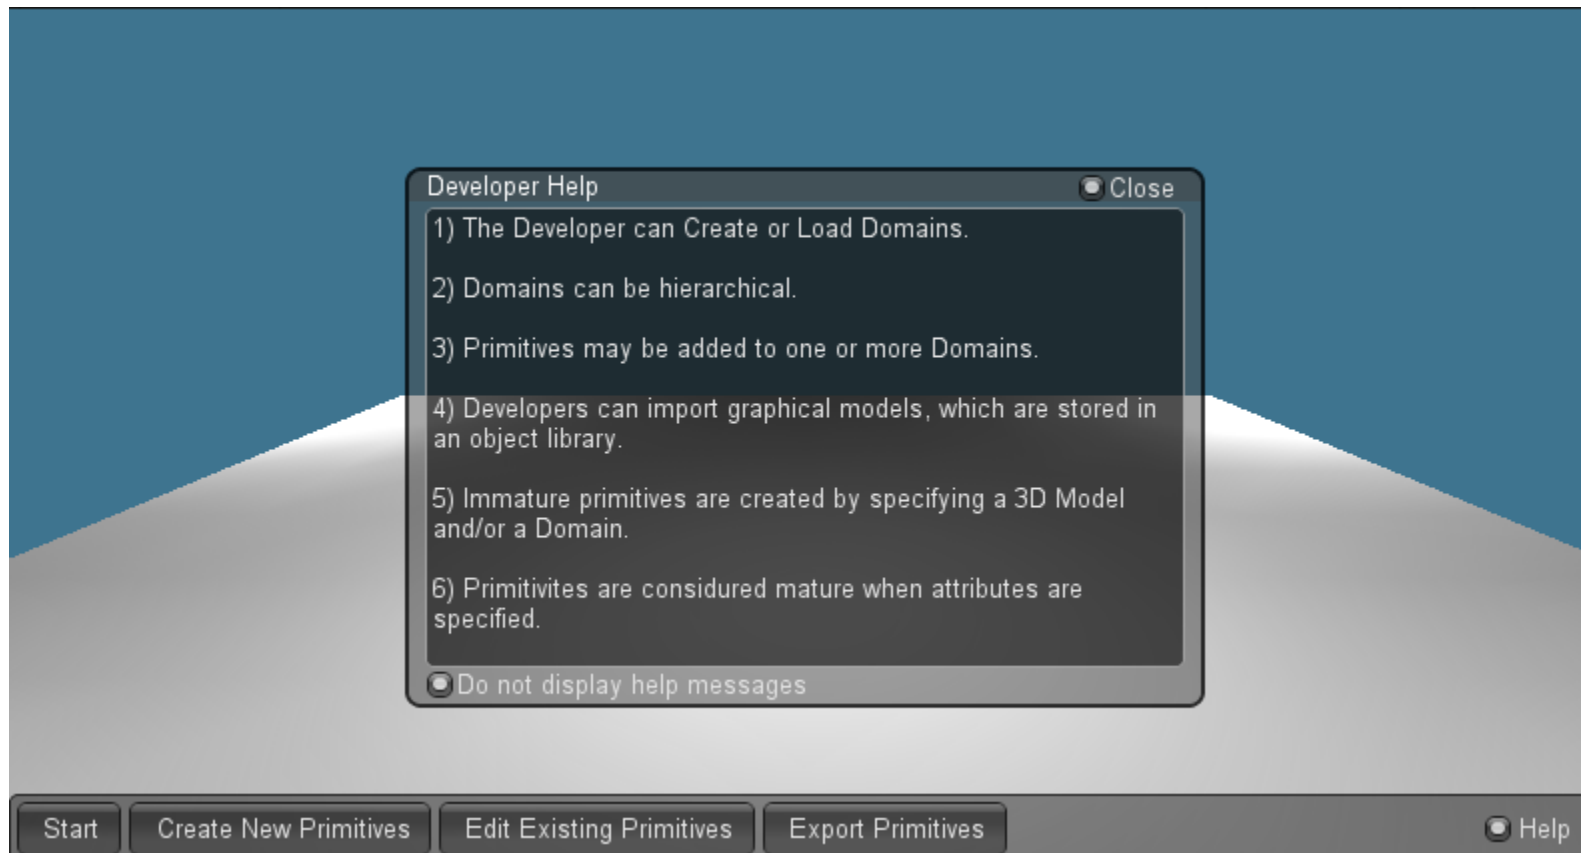 Developer Help
Close
1) The Developer can Create or Load Domains.
2) Domains can be hierarchical.
3) Primitives may be added to one or more Domains.
4) Developers can import graphical models, which are stored in
an object library.
5) Immature primitives are created by specifying a 3D Model
and/or a Domain.
6) Primitivites are considured mature when attributes are
specified.
Do not display help messages
Start
Create New Primitives
Edit Existing Primitives
Export Primitives
Help